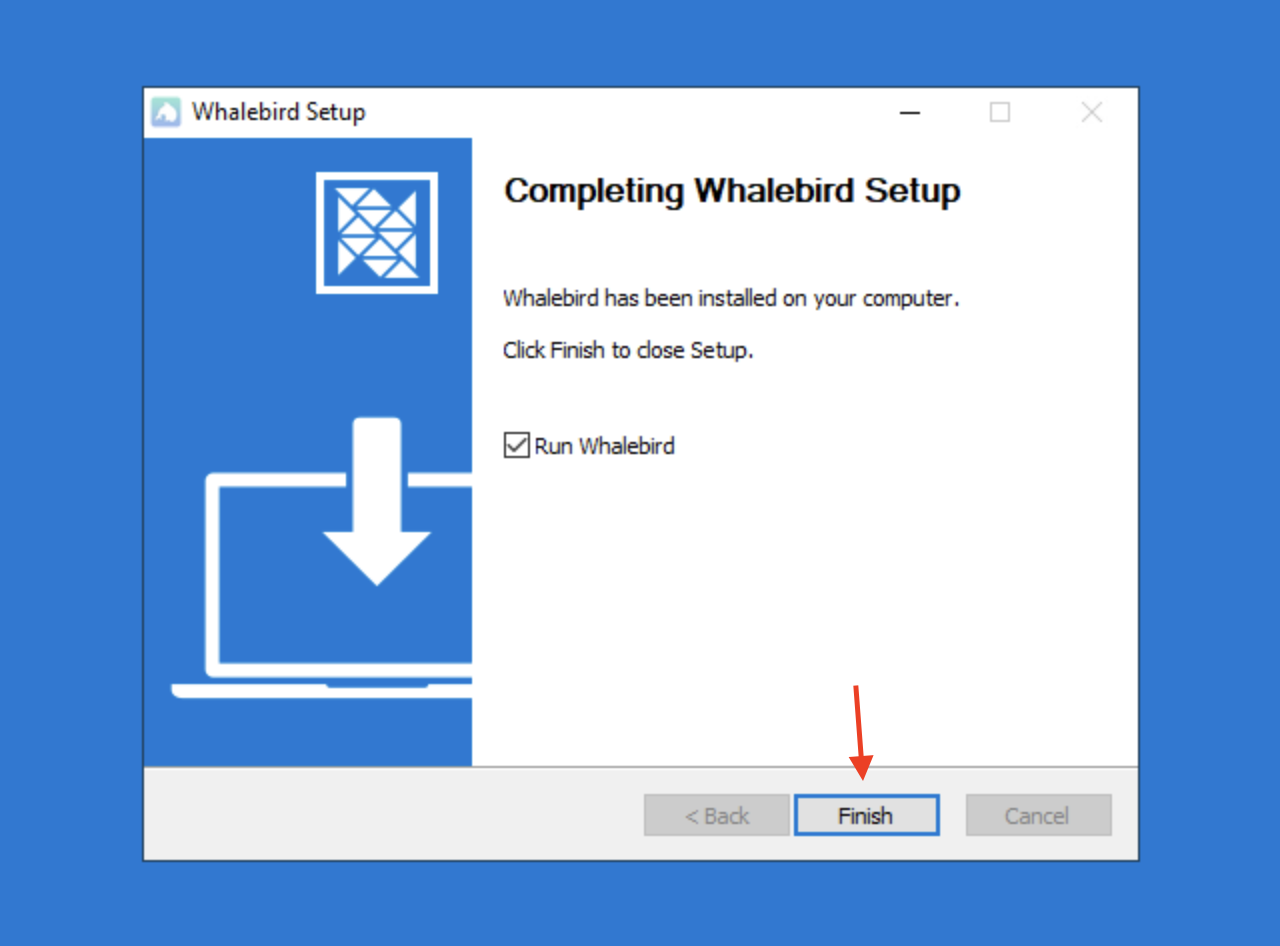 Whalebird Setup
Completing Whalebird Setup
Whalebird has been installed on your computer.
Click Finish to close Setup.
Run Whalebird
< Back
Finish
Cancel